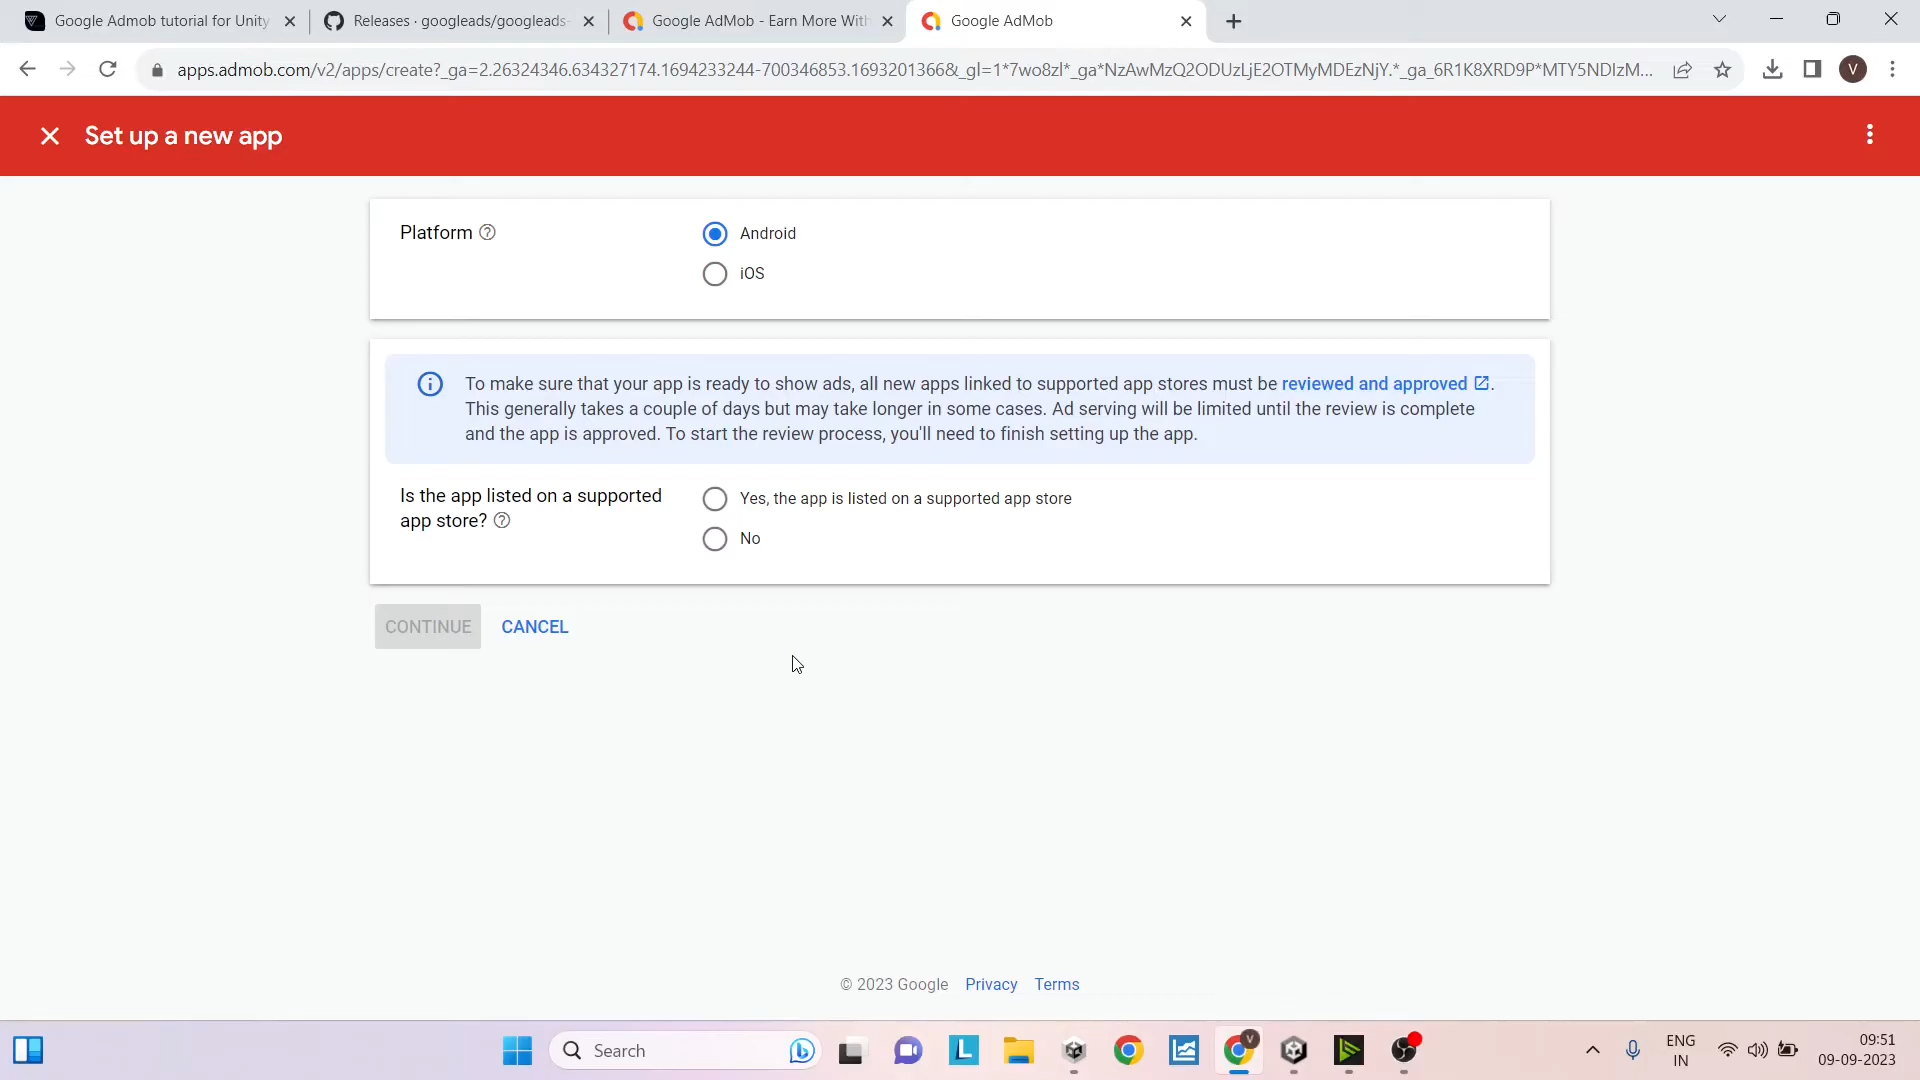 Google Admob tutorial for Unity
Releases · googleads/googleads-
Google AdMob - Earn More With
Google AdMob
apps.admob.com/v2/apps/create?_ga=2.26324346.634327174.1694233244-700346853.1693201366&_gl=1*7wo8zl*_ga*NzAwMzQ2ODUzLjE2OTMyMDEzNjY.*_ga_6R1K8XRD9P*MTY5NDIzM...
V
Set up a new app
Platform
Android
iOS
To make sure that your app is ready to show ads, all new apps linked to supported app stores must be reviewed and approved.
This generally takes a couple of days but may take longer in some cases. Ad serving will be limited until the review is complete
and the app is approved. To start the review process, you'll need to finish setting up the app.
Is the app listed on a supported
app store?
Yes, the app is listed on a supported app store
No
CONTINUE
CANCEL
© 2023 Google Privacy Terms
Search
L
V
ENG
IN
09:51
09-09-2023